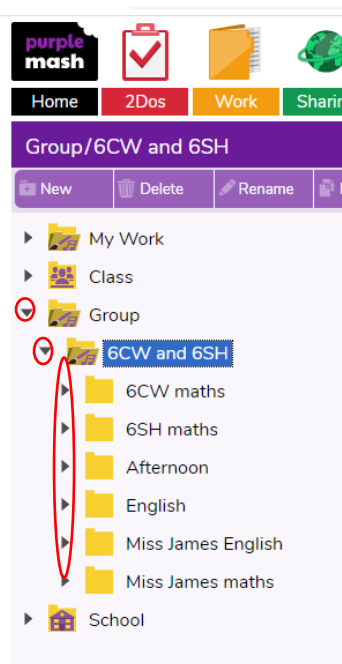 purple
mash
Home 2Dos Work Sharin
Group/6CW and 6SH
New Delete Rename
My Work
Class
Group
6CW and 6SH
6CW maths
6SH maths
Afternoon
English
Miss James English
Miss James maths
School